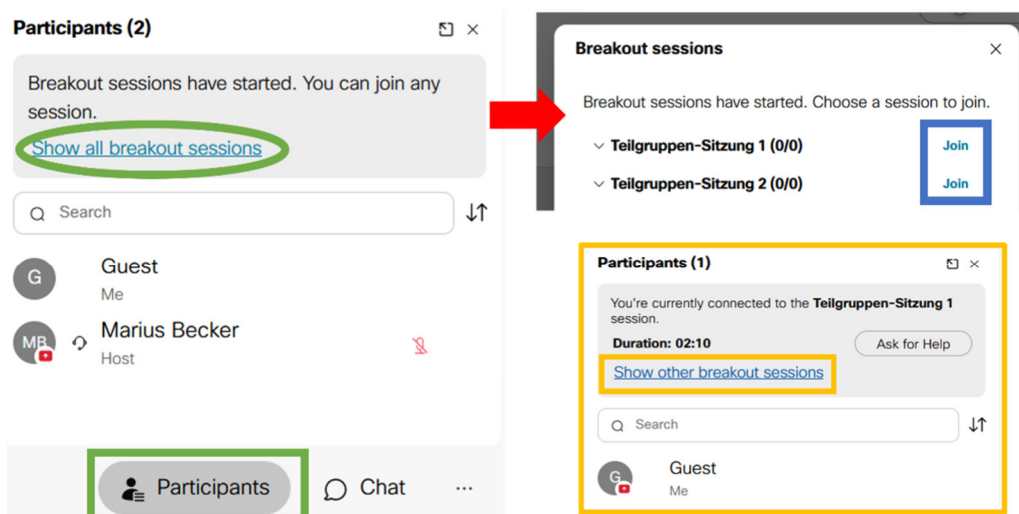 Participants (2)
Breakout sessions have started. You can join any
session.
Show all breakout sessions
Search
G
Guest
Me
MB
Marius Becker
Host
Participants
Chat
Breakout sessions
Breakout sessions have started. Choose a session to join.
Teilgruppen-Sitzung 1 (0/0) Join
Teilgruppen-Sitzung 2 (0/0) Join
Participants (1)
You're currently connected to the Teilgruppen-Sitzung 1
session.
Duration: 02:10 Ask for Help
Show other breakout sessions
Search
G
Guest
Me